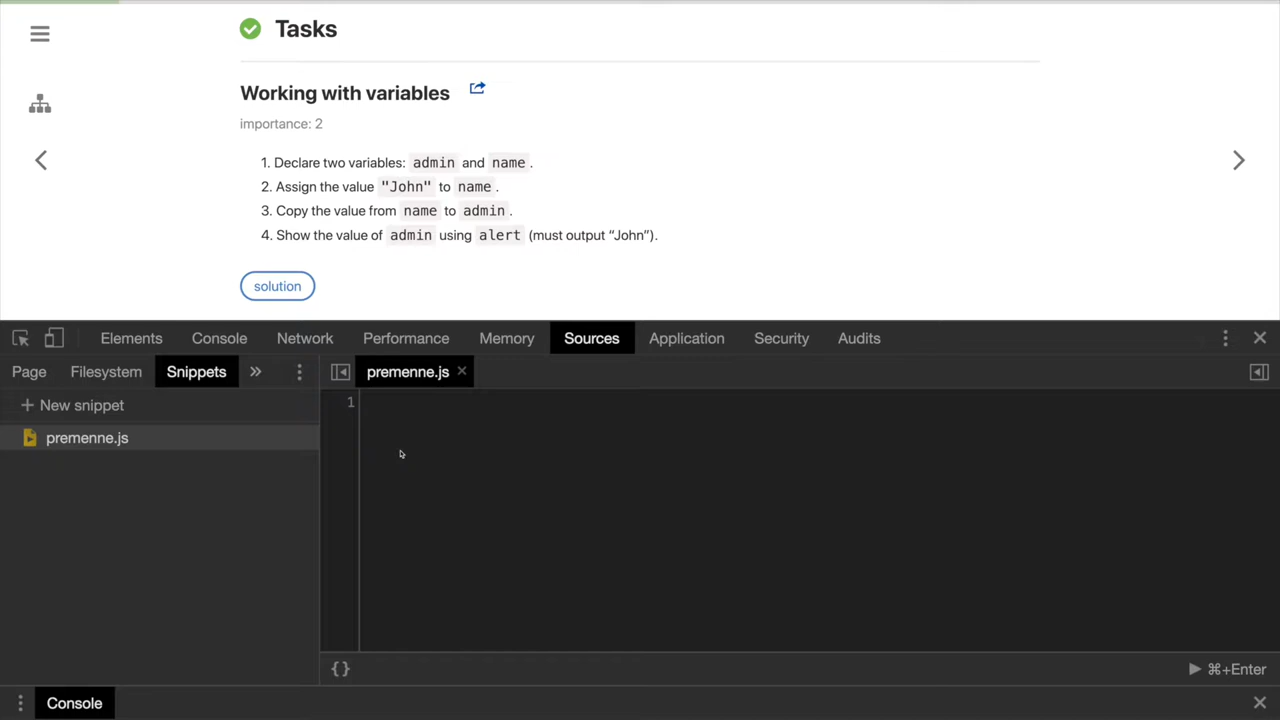 Tasks
Working with variables
importance: 2
1. Declare two variables: admin and name .
2. Assign the value "John" to name .
3. Copy the value from name to admin .
4. Show the value of admin using alert (must output “John”).
solution
Elements Console Network Performance Memory Sources Application Security Audits
Page Filesystem Snippets » premenne.js
+ New snippet
1
premenne.js
{} ⌘+Enter
Console